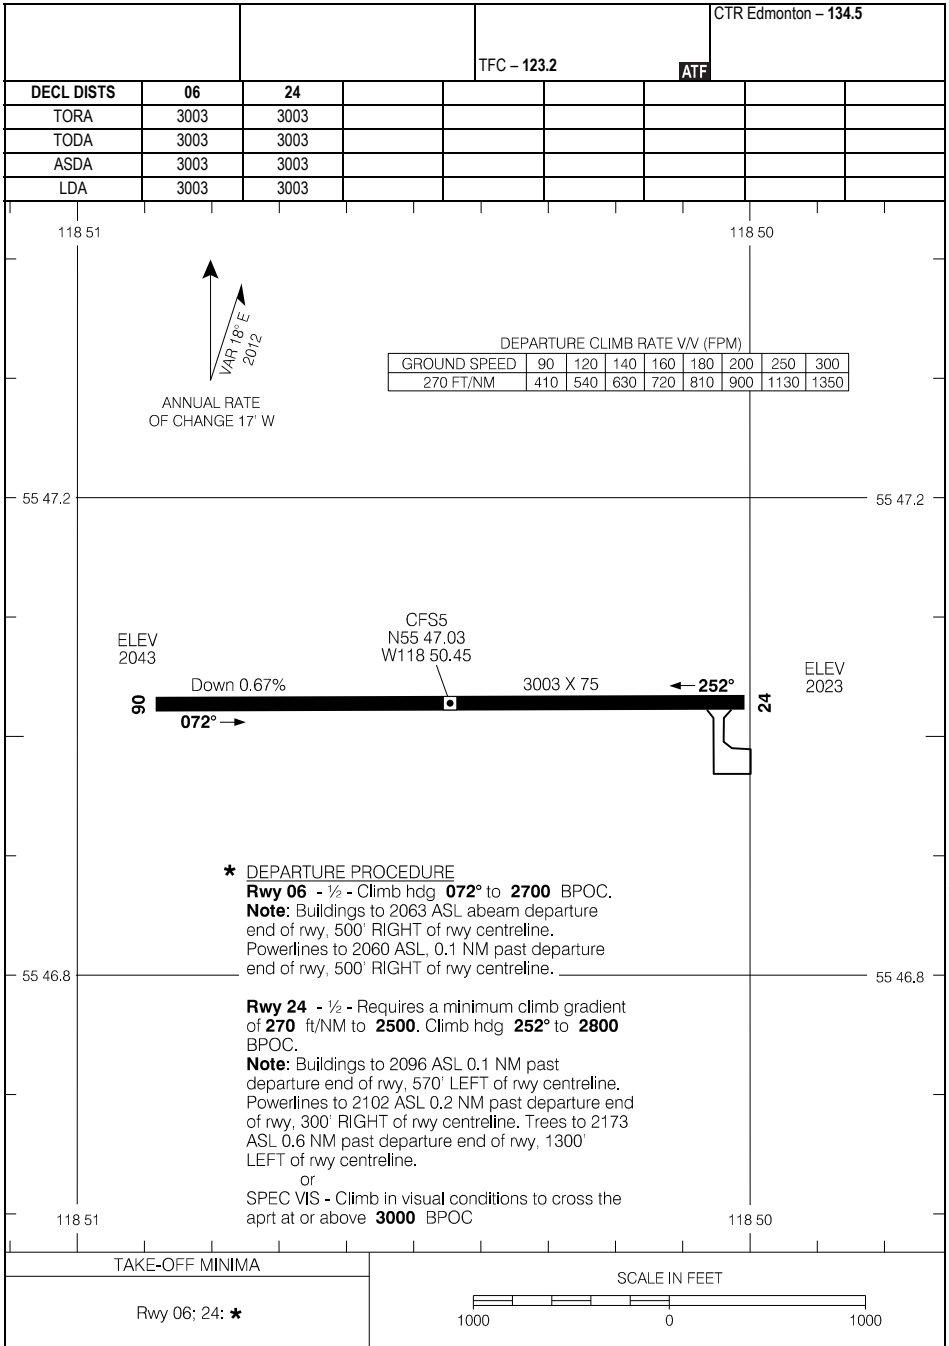 CTR Edmonton – 134.5
TFC – 123.2 ATF
DECL DISTS 06 24
TORA 3003 3003
TODA 3003 3003
ASDA 3003 3003
LDA 3003 3003
118 51 118 50
VAR 18° E
2012
ANNUAL RATE
OF CHANGE 17' W
DEPARTURE CLIMB RATE V/V (FPM)
GROUND SPEED 90 120 140 160 180 200 250 300
270 FT/NM 410 540 630 720 810 900 1130 1350
55 47.2 55 47.2
CFS5
N55 47.03
W118 50.45
ELEV
2043
ELEV
2023
Down 0.67% 3003 X 75 ← 252°
06 24
072° →
* DEPARTURE PROCEDURE
Rwy 06 - ½ - Climb hdg 072° to 2700 BPOC.
Note: Buildings to 2063 ASL abeam departure
end of rwy, 500' RIGHT of rwy centreline.
Powerlines to 2060 ASL, 0.1 NM past departure
end of rwy, 500' RIGHT of rwy centreline.
55 46.8 55 46.8
Rwy 24 - ½ - Requires a minimum climb gradient
of 270 ft/NM to 2500. Climb hdg 252° to 2800
BPOC.
Note: Buildings to 2096 ASL 0.1 NM past
departure end of rwy, 570' LEFT of rwy centreline.
Powerlines to 2102 ASL 0.2 NM past departure end
of rwy, 300' RIGHT of rwy centreline. Trees to 2173
ASL 0.6 NM past departure end of rwy, 1300'
LEFT of rwy centreline.
or
SPEC VIS - Climb in visual conditions to cross the
aprt at or above 3000 BPOC
118 51 118 50
TAKE-OFF MINIMA
Rwy 06; 24: *
SCALE IN FEET
1000 0 1000